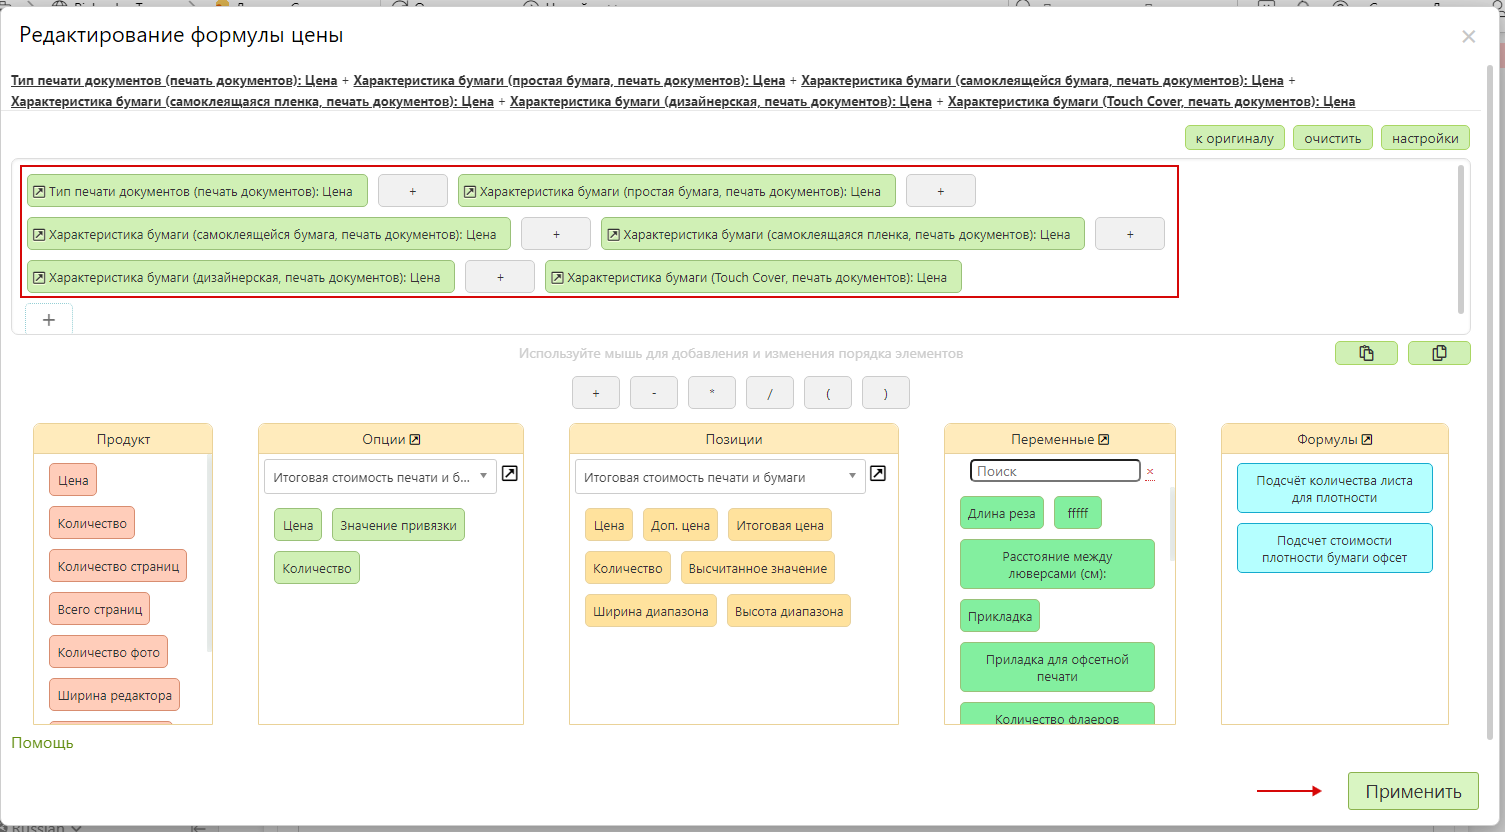 Редактирование формулы цены
×
Тип печати документов (печать документов): Цена + Характеристика бумаги (простая бумага, печать документов): Цена + Характеристика бумаги (самоклеящейся бумага, печать документов): Цена +
Характеристика бумаги (самоклеящаяся пленка, печать документов): Цена + Характеристика бумаги (дизайнерская, печать документов): Цена + Характеристика бумаги (Touch Cover, печать документов): Цена
к оригиналу очистить настройки
Тип печати документов (печать документов): Цена + Характеристика бумаги (простая бумага, печать документов): Цена +
Характеристика бумаги (самоклеящейся бумага, печать документов): Цена + Характеристика бумаги (самоклеящаяся пленка, печать документов): Цена +
Характеристика бумаги (дизайнерская, печать документов): Цена + Характеристика бумаги (Touch Cover, печать документов): Цена
+
Используйте мышь для добавления и изменения порядка элементов
+ - * / ( )
Продукт
Цена
Количество
Количество страниц
Всего страниц
Количество фото
Ширина редактора
Опции
Итоговая стоимость печати и б...
Цена Значение привязки
Количество
Позиции
Итоговая стоимость печати и бумаги
Цена Доп. цена Итоговая цена
Количество Высчитанное значение
Ширина диапазона Высота диапазона
Переменные
Поиск ×
Длина реза fffff
Расстояние между
люверсами (см):
Прикладка
Приладка для офсетной
печати
Количество флаеров
Формулы
Подсчёт количества листа
для плотности
Подсчет стоимости
плотности бумаги офсет
Помощь
Применить
Russian